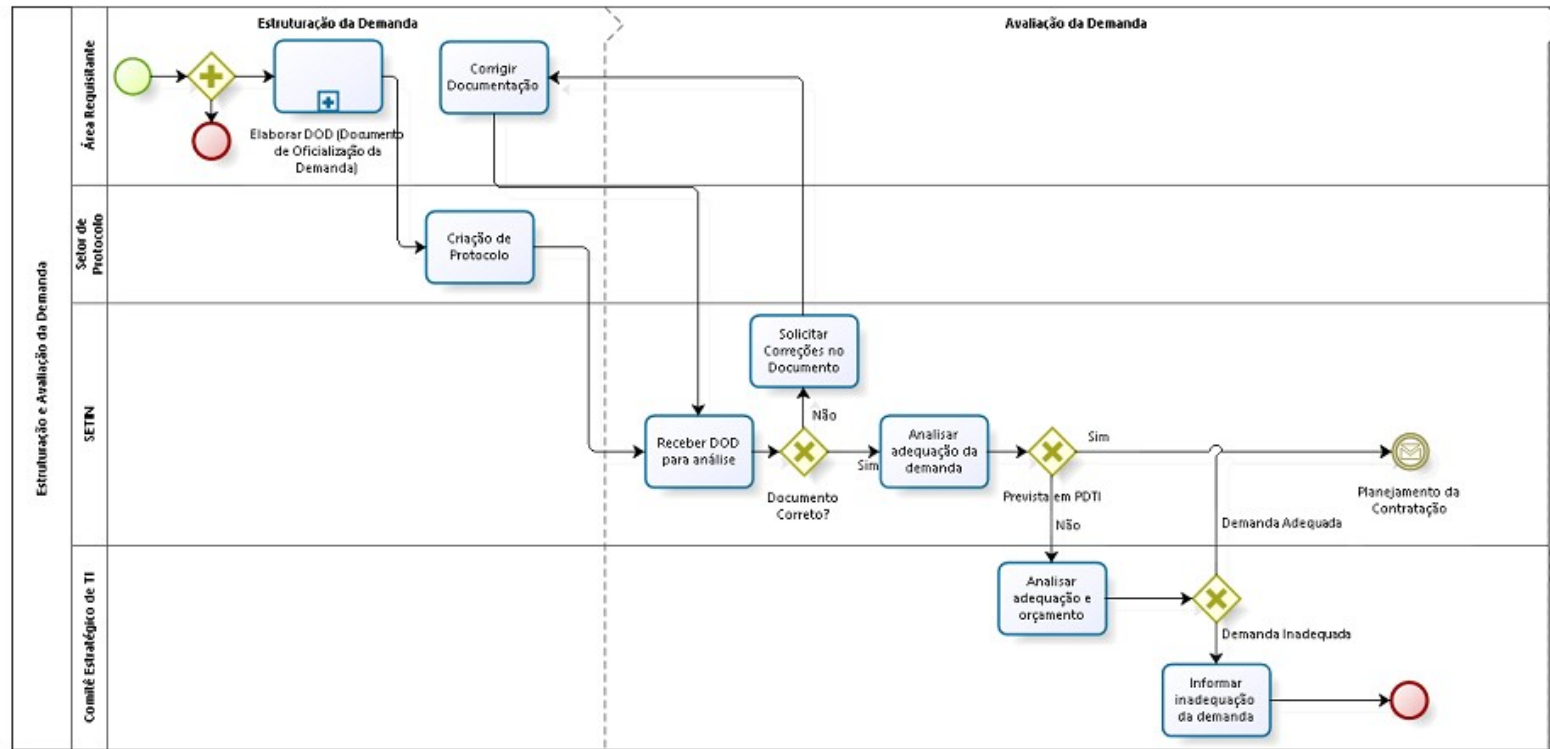 Estruturação da Demanda
Avaliação da Demanda
Estruturação e Avaliação da Demanda
Área Requisitante
Elaborar DOD (Documento
de Oficialização da
Demanda)
Corrigir
Documentação
Setor de
Protocolo
Criação de
Protocolo
SETIN
Solicitar
Correções no
Documento
Não
Receber DOD
para análise
Documento
Correto?
Sim
Analisar
adequação da
demanda
Prevista em PDTI
Sim
Não
Planejamento da
Contratação
Demanda Adequada
Comitê Estratégico de TI
Analisar
adequação e
orçamento
Demanda Inadequada
Informar
inadequação
da demanda